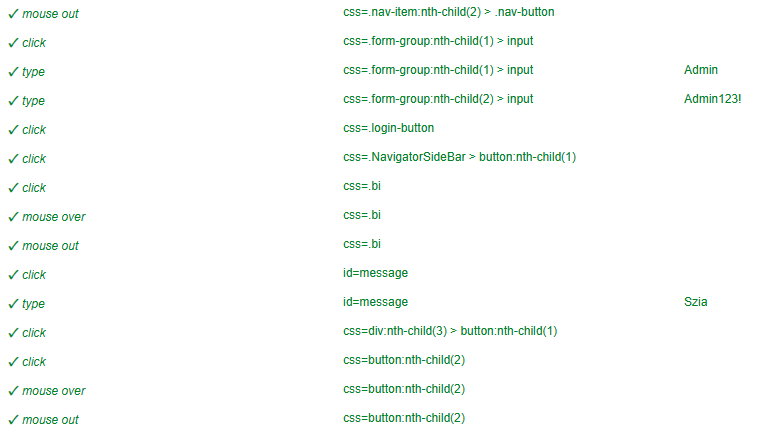 ✓ mouse out css=.nav-item:nth-child(2) > .nav-button
✓ click css=.form-group:nth-child(1) > input
✓ type css=.form-group:nth-child(1) > input Admin
✓ type css=.form-group:nth-child(2) > input Admin123!
✓ click css=.login-button
✓ click css=.NavigatorSideBar > button:nth-child(1)
✓ click css=.bi
✓ mouse over css=.bi
✓ mouse out css=.bi
✓ click id=message
✓ type id=message Szia
✓ click css=div:nth-child(3) > button:nth-child(1)
✓ click css=button:nth-child(2)
✓ mouse over css=button:nth-child(2)
✓ mouse out css=button:nth-child(2)